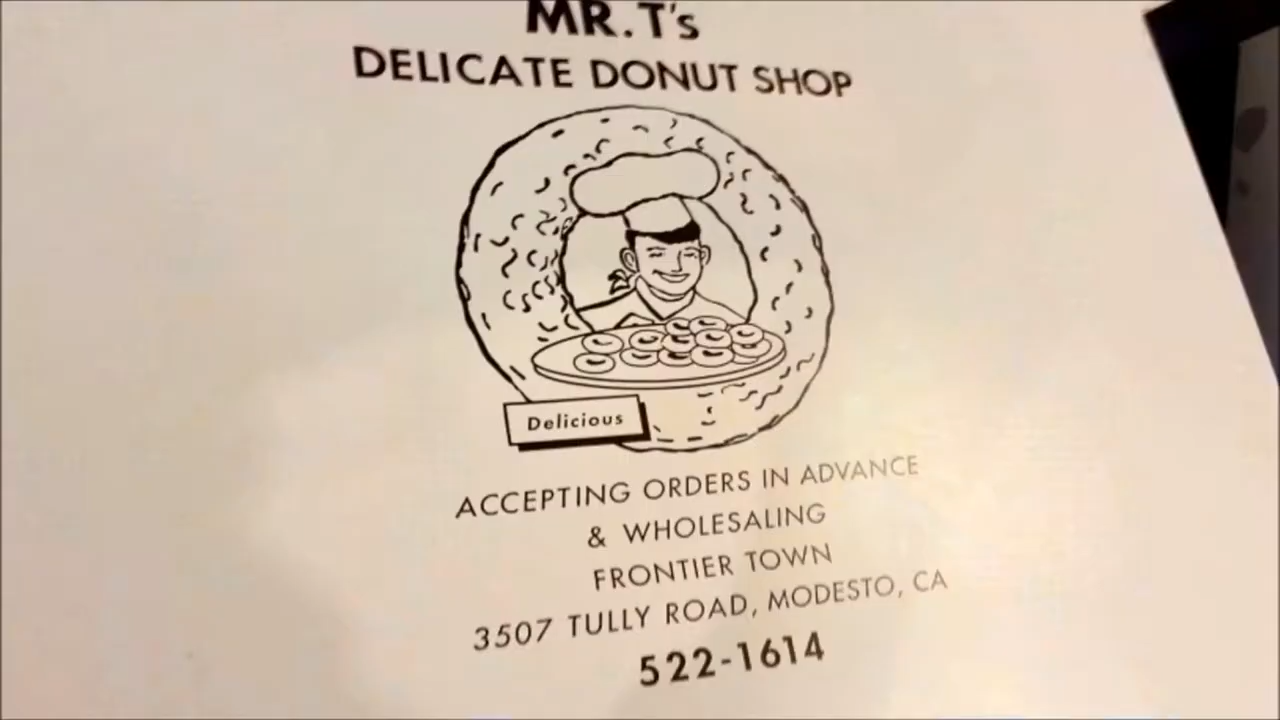 MR. T's
DELICATE DONUT SHOP
Delicious
ACCEPTING ORDERS IN ADVANCE
& WHOLESALING
FRONTIER TOWN
3507 TULLY ROAD, MODESTO, CA
522-1614